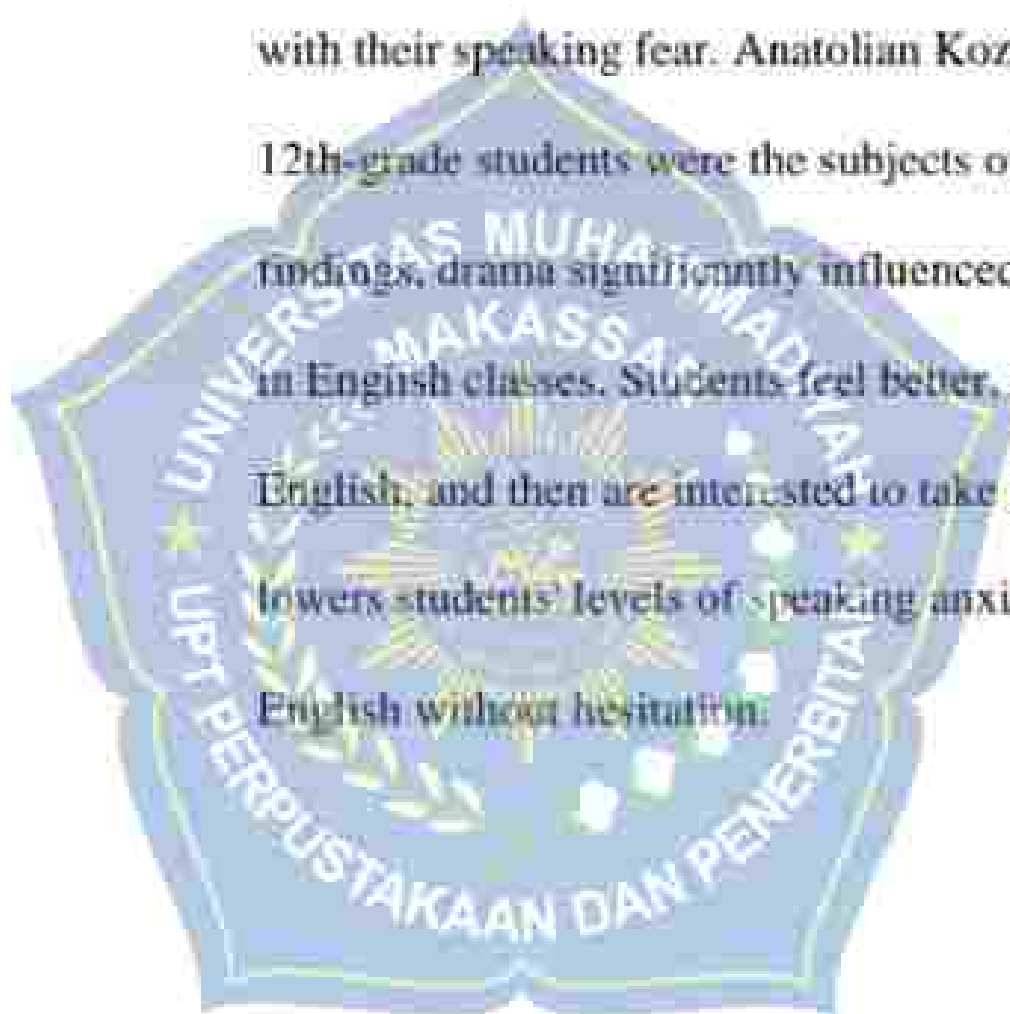 with their speaking fear. Anatolian Koz
12th-grade students were the subjects o
findings, drama significantly influenced
in English classes. Students feel better,
English, and then are interested to take
lowers students' levels of speaking anxi
English without hesitation.
UNIVERSITAS MUHAMMADIYAH
MAKASSAR
UPT PERPUSTAKAAN DAN PENERBITAN